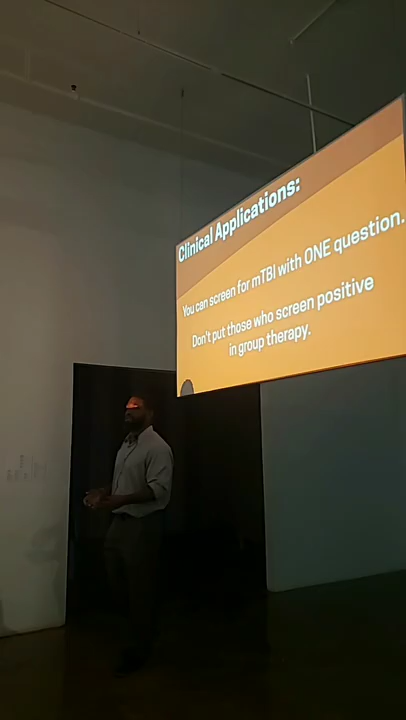 Clinical Applications:
You can screen for mTBI with ONE question.
Don't put those who screen positive
in group therapy.